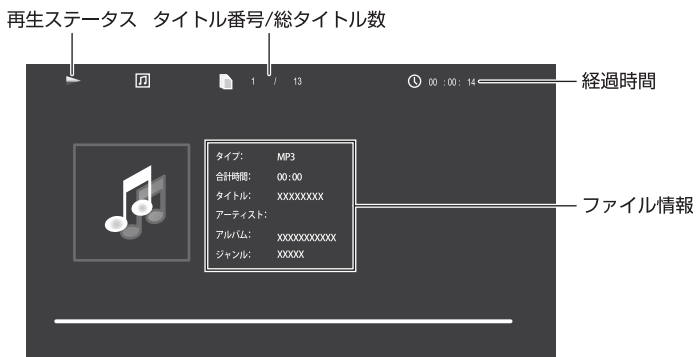 再生ステータス タイトル番号/総タイトル数
1 / 13
00 : 00 : 14
経過時間
タイプ: MP3
合計時間: 00:00
タイトル: XXXXXXXX
アーティスト:
アルバム: XXXXXXXXXXX
ジャンル: XXXXX
ファイル情報